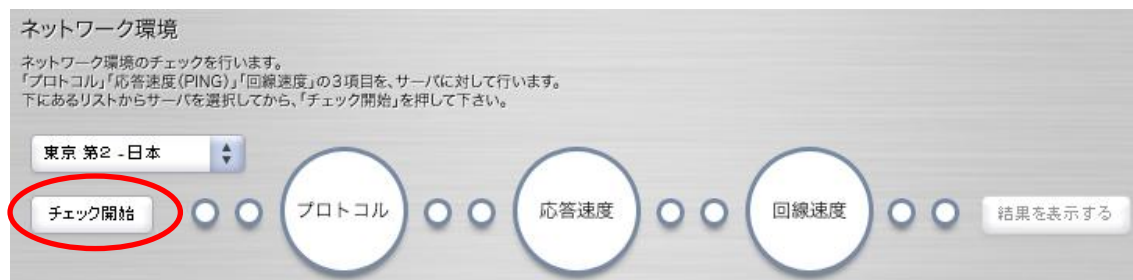 ネットワーク環境
ネットワーク環境のチェックを行います。
「プロトコル」「応答速度(PING)」「回線速度」の3項目を、サーバに対して行います。
下にあるリストからサーバを選択してから、「チェック開始」を押して下さい。
東京 第2 -日本
チェック開始
プロトコル
応答速度
回線速度
結果を表示する